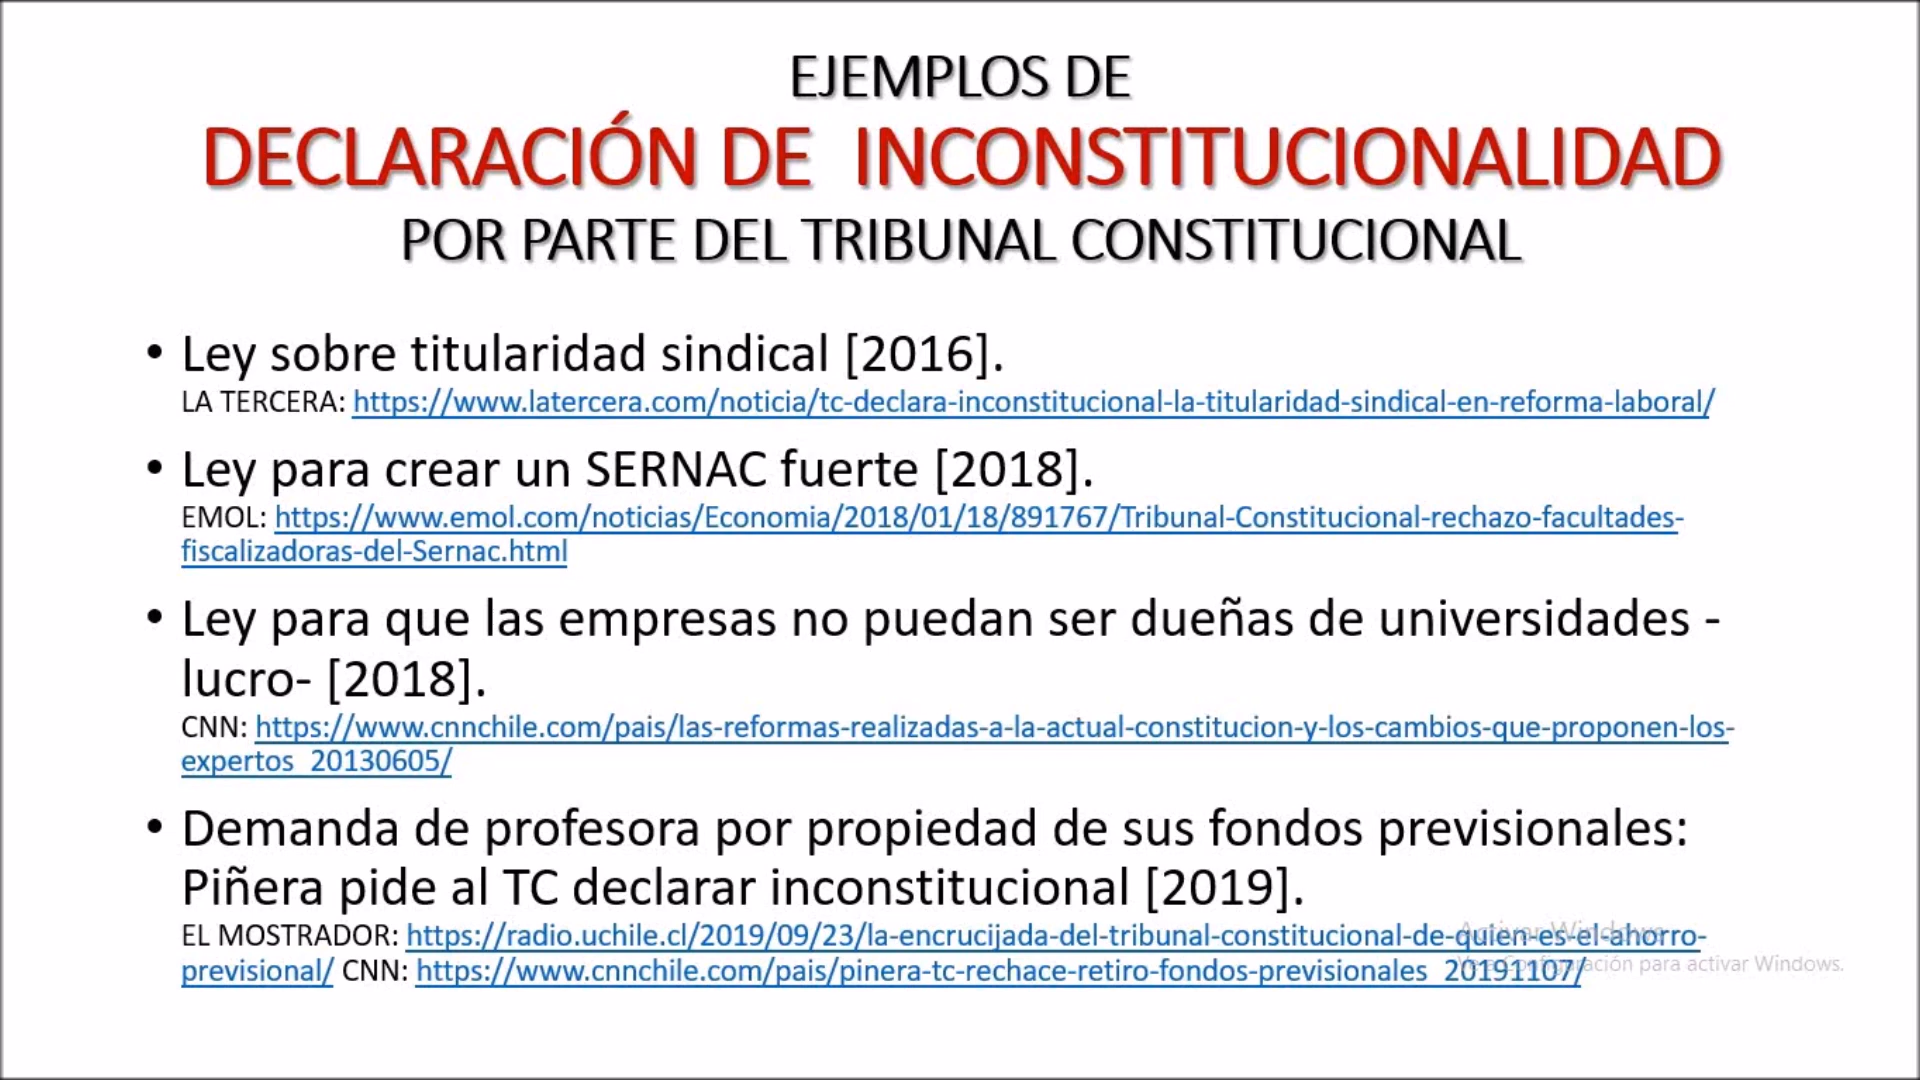 EJEMPLOS DE
DECLARACIÓN DE INCONSTITUCIONALIDAD
POR PARTE DEL TRIBUNAL CONSTITUCIONAL
• Ley sobre titularidad sindical [2016].
LA TERCERA: https://www.latercera.com/noticia/tc-declara-inconstitucional-la-titularidad-sindical-en-reforma-laboral/
• Ley para crear un SERNAC fuerte [2018].
EMOL: https://www.emol.com/noticias/Economia/2018/01/18/891767/Tribunal-Constitucional-rechazo-facultades-
fiscalizadoras-del-Sernac.html
• Ley para que las empresas no puedan ser dueñas de universidades -
lucro- [2018].
CNN: https://www.cnnchile.com/pais/las-reformas-realizadas-a-la-actual-constitucion-y-los-cambios-que-proponen-los-
expertos_20130605/
• Demanda de profesora por propiedad de sus fondos previsionales:
Piñera pide al TC declarar inconstitucional [2019].
EL MOSTRADOR: https://radio.uchile.cl/2019/09/23/la-encrucijada-del-tribunal-constitucional-de-quien-es-el-ahorro-
previsional/ CNN: https://www.cnnchile.com/pais/pinera-tc-rechace-retiro-fondos-previsionales_20191107/
Activar Windows
Ve a Configuración para activar Windows.